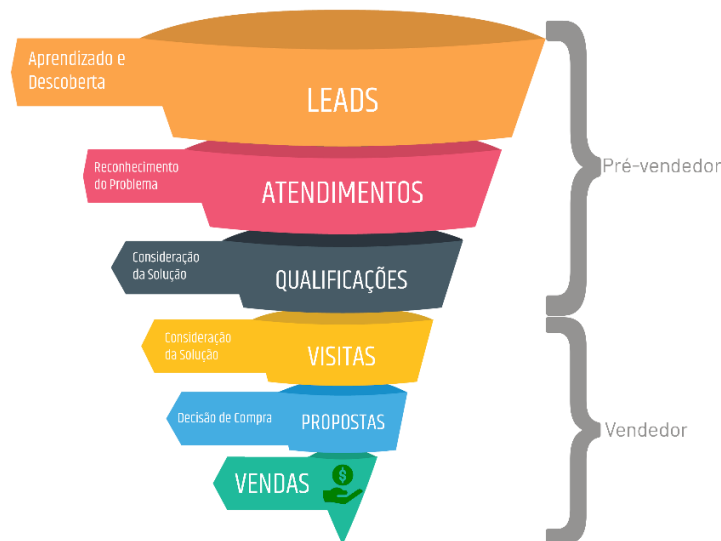 Aprendizado e
Descoberta
LEADS
Pré-vendedor
Reconhecimento
do Problema
ATENDIMENTOS
Consideração
da Solução
QUALIFICAÇÕES
Consideração
da Solução
VISITAS
Decisão de Compra
PROPOSTAS
Vendedor
VENDAS
$